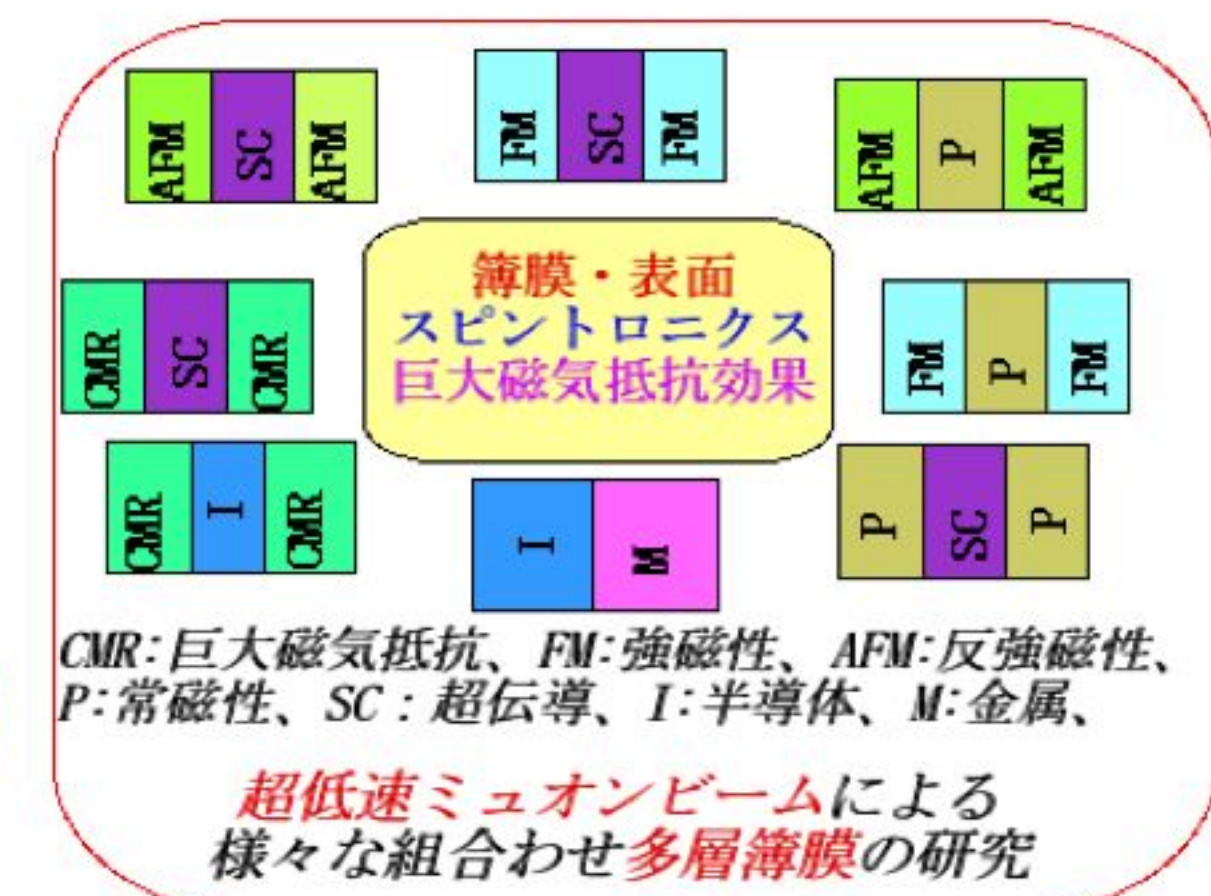 AFM SC AFM
FM SC FM
AFM P AFM
簿膜・表面
スピントロニクス
巨大磁気抵抗効果
CMR SC CMR
FM P FM
CMR I CMR
I M
P SC P
CMR:巨大磁気抵抗、FM:強磁性、AFM:反強磁性、
P:常磁性、SC:超伝導、I:半導体、M:金属、
超低速ミュオンビームによる
様々な組合わせ多層簿膜の研究